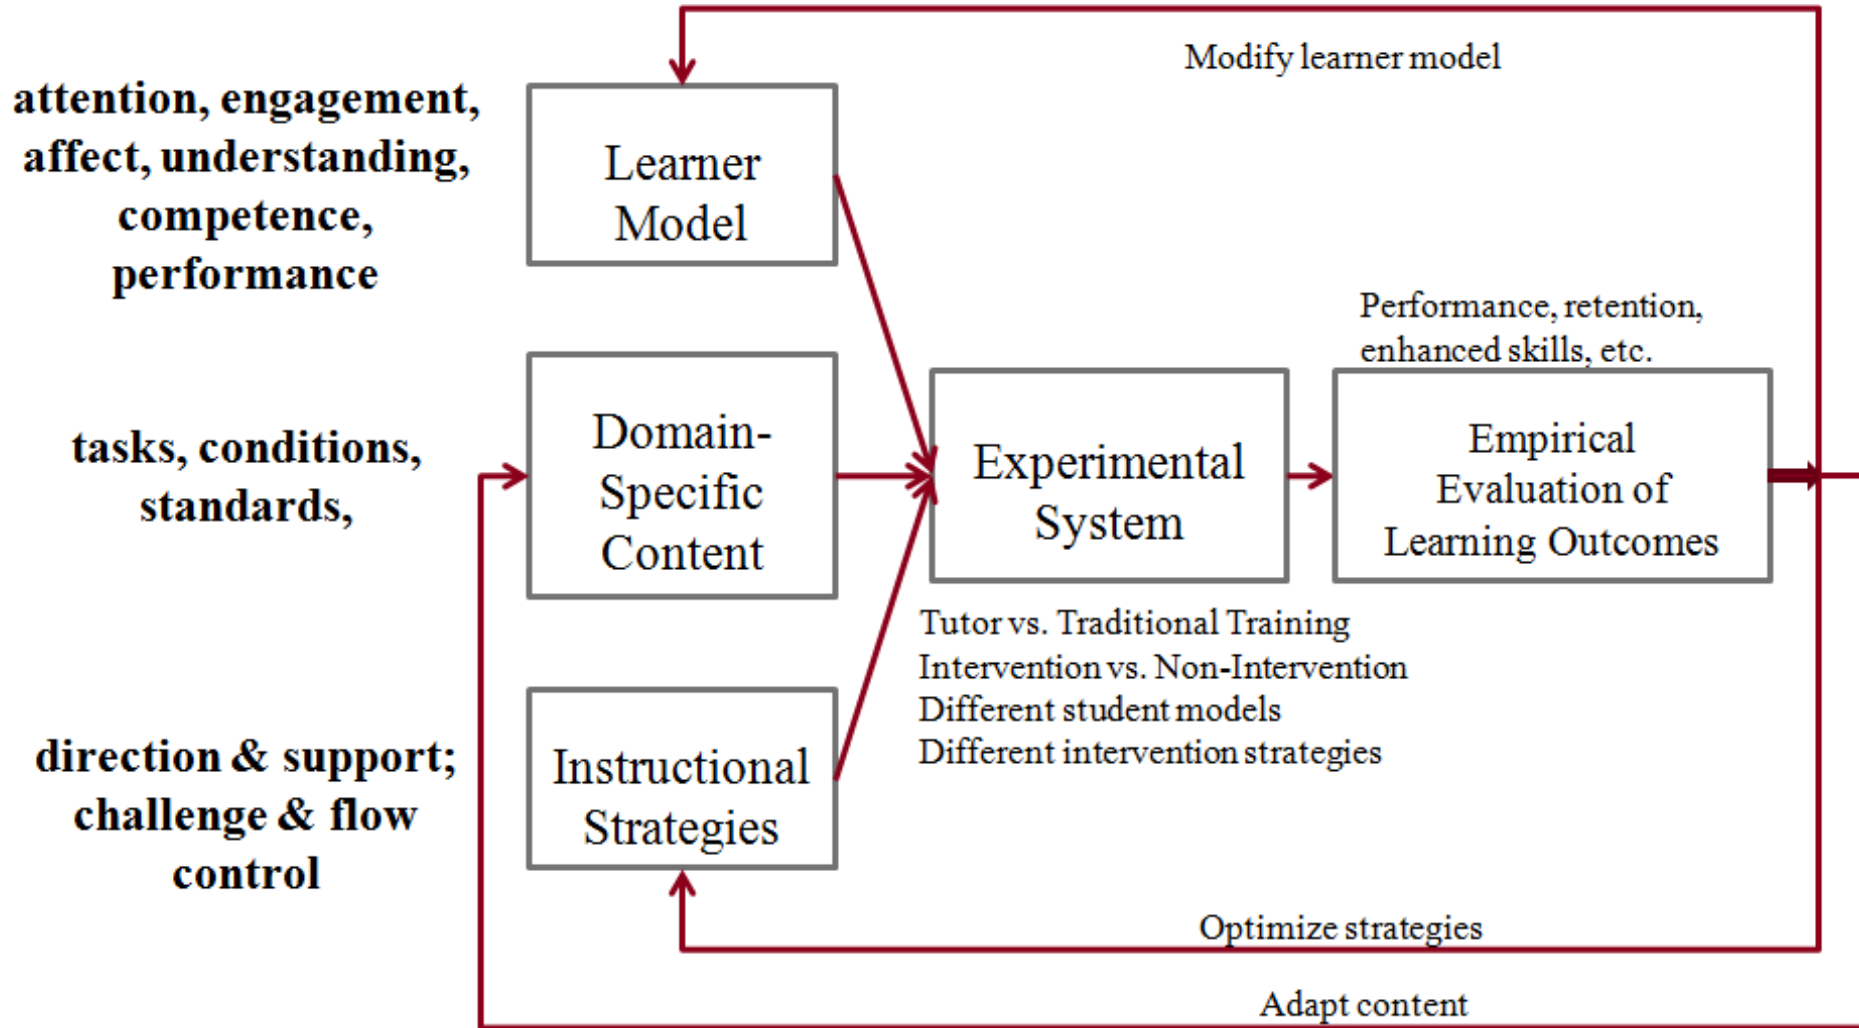 Modify learner model
attention, engagement,
affect, understanding,
competence,
performance
Learner
Model
Performance, retention,
enhanced skills, etc.
tasks, conditions,
standards,
Domain-
Specific
Content
Experimental
System
Empirical
Evaluation of
Learning Outcomes
Tutor vs. Traditional Training
Intervention vs. Non-Intervention
Different student models
Different intervention strategies
direction & support;
challenge & flow
control
Instructional
Strategies
Optimize strategies
Adapt content